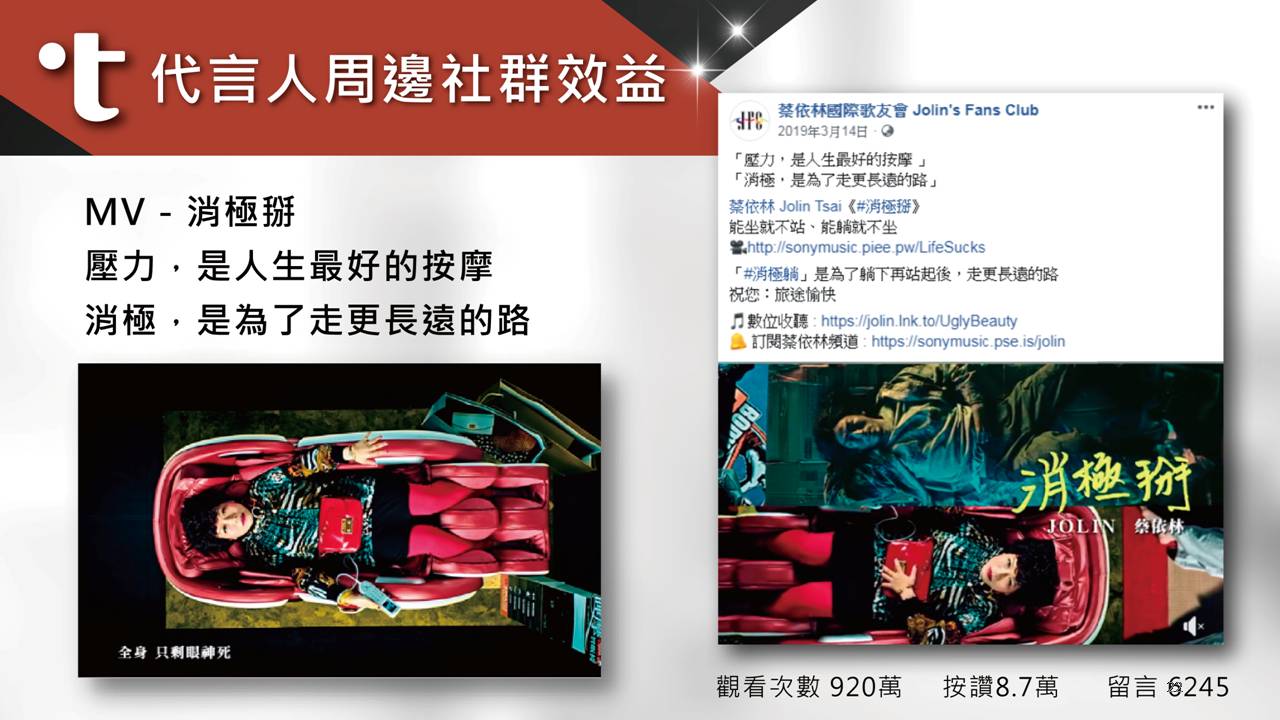 t 代言人周邊社群效益
MV - 消極掰
壓力，是人生最好的按摩
消極，是為了走更長遠的路
全身 只剩眼神死
蔡依林國際歌友會 Jolin's Fans Club
2019年3月14日
「壓力，是人生最好的按摩 」
「消極，是為了走更長遠的路」
蔡依林 Jolin Tsai《#消極掰》
能坐就不站、能躺就不坐
http://sonymusic.piee.pw/LifeSucks
「#消極躺」是為了躺下再站起後，走更長遠的路
祝您：旅途愉快
數位收聽 : https://jolin.lnk.to/UglyBeauty
訂閱蔡依林頻道 : https://sonymusic.pse.is/jolin
消極掰
JOLIN 蔡依林
觀看次數 920萬 按讚8.7萬 留言 6245